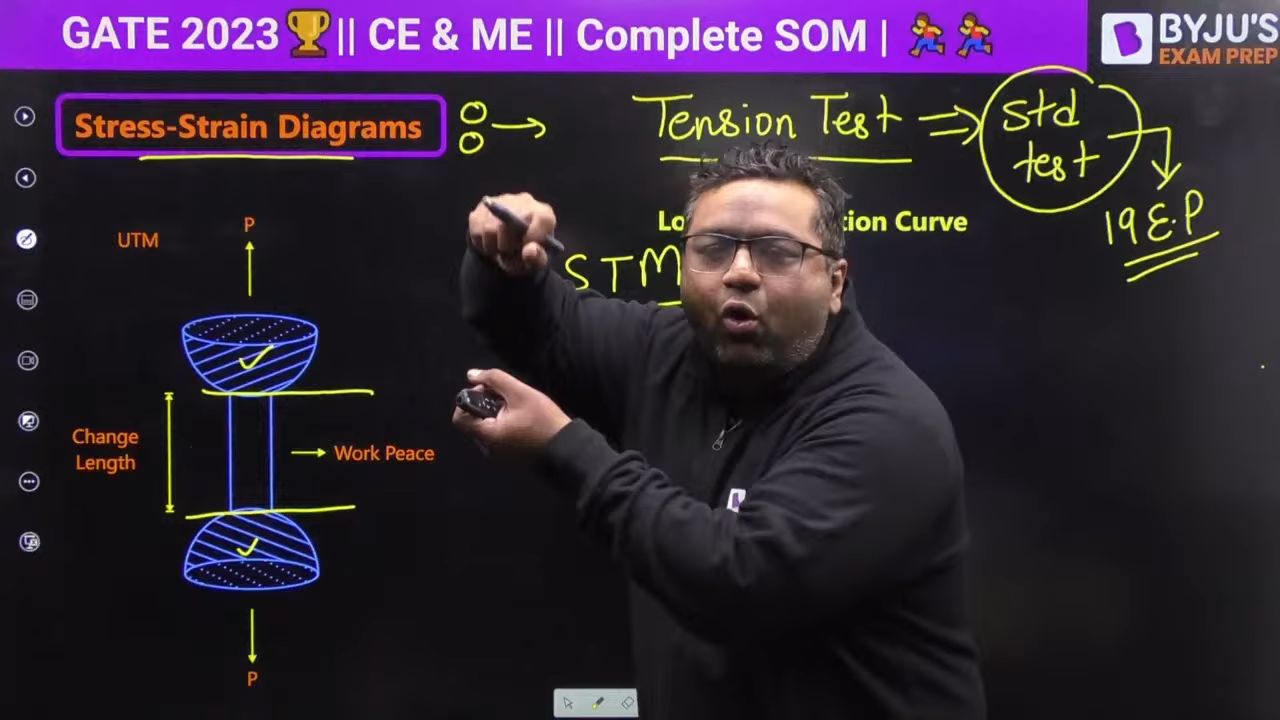 GATE 2023🏆|| CE & ME || Complete SOM |
BYJU'S
EXAM PREP
Stress-Strain Diagrams
Tension Test ⇒
std
test
19 E.P
UTM
P
Curve
STM
Change
Length
Work Peace
P